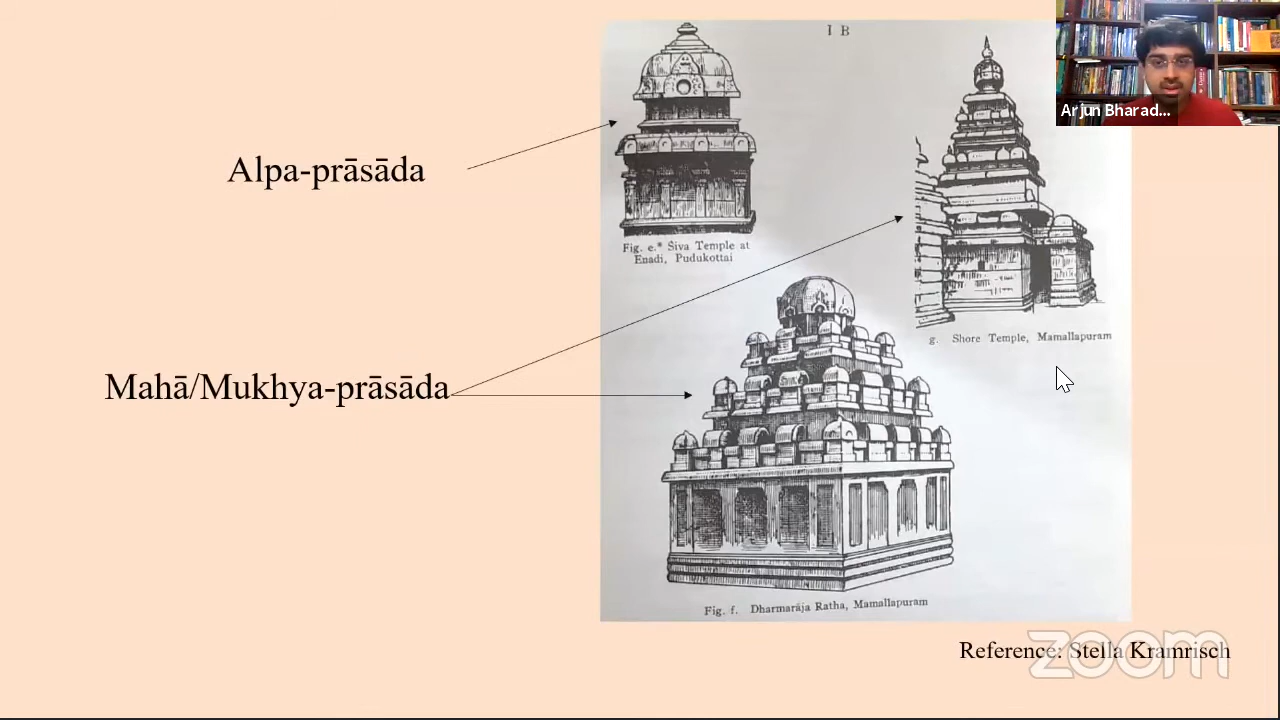 I B
Arjun Bharad...
Alpa-prāsāda
Fig. e.* Śiva Temple at
Enadi, Pudukottai
g. Shore Temple, Mamallapuram
Mahā/Mukhya-prāsāda
Fig. f. Dharmarāja Ratha, Mamallapuram
Reference: Stella Kramrisch
zoom